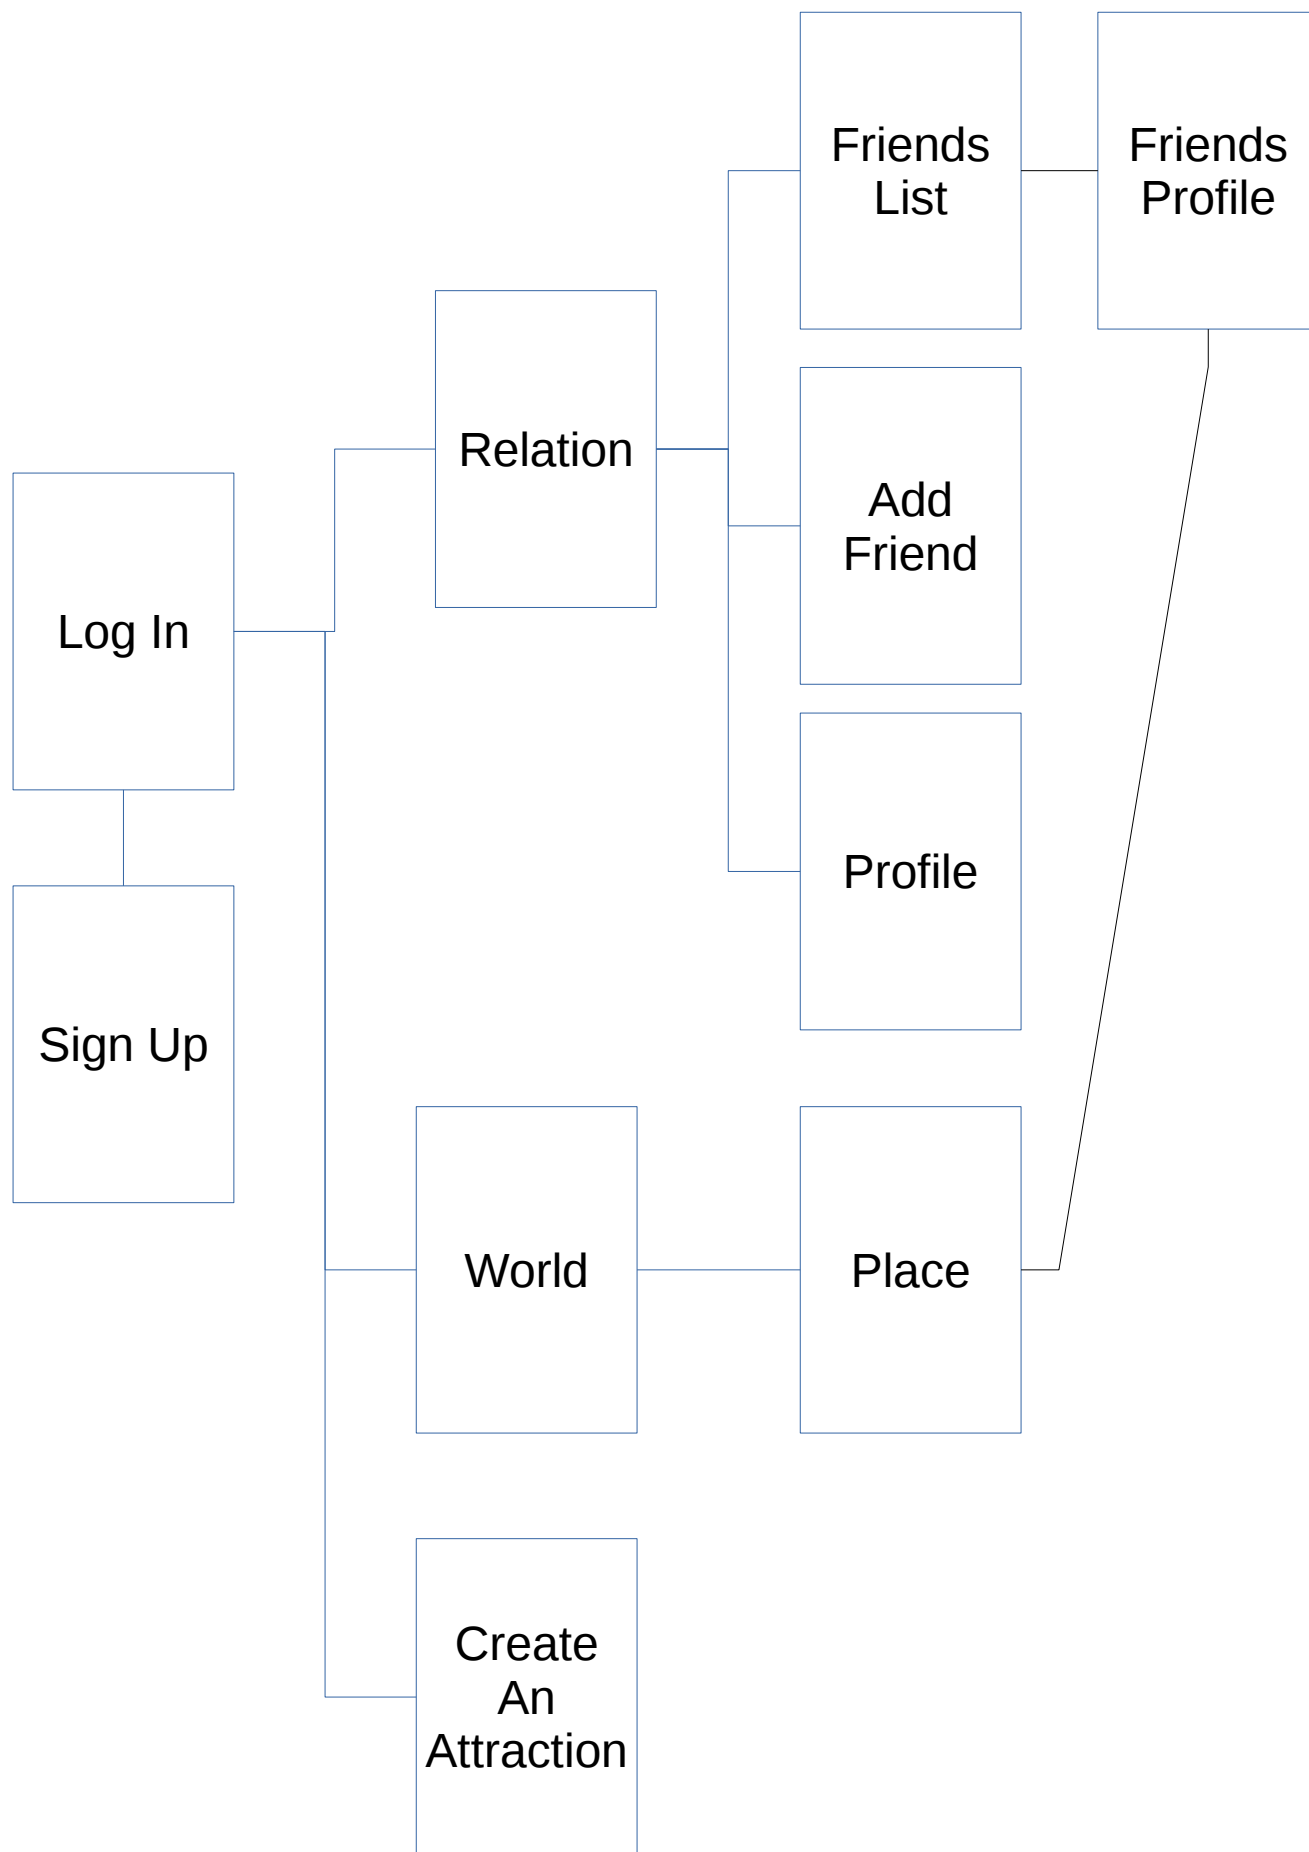 Friends
List
Friends
Profile
Relation
Add
Friend
Log In
Profile
Sign Up
World
Place
Create
An
Attraction